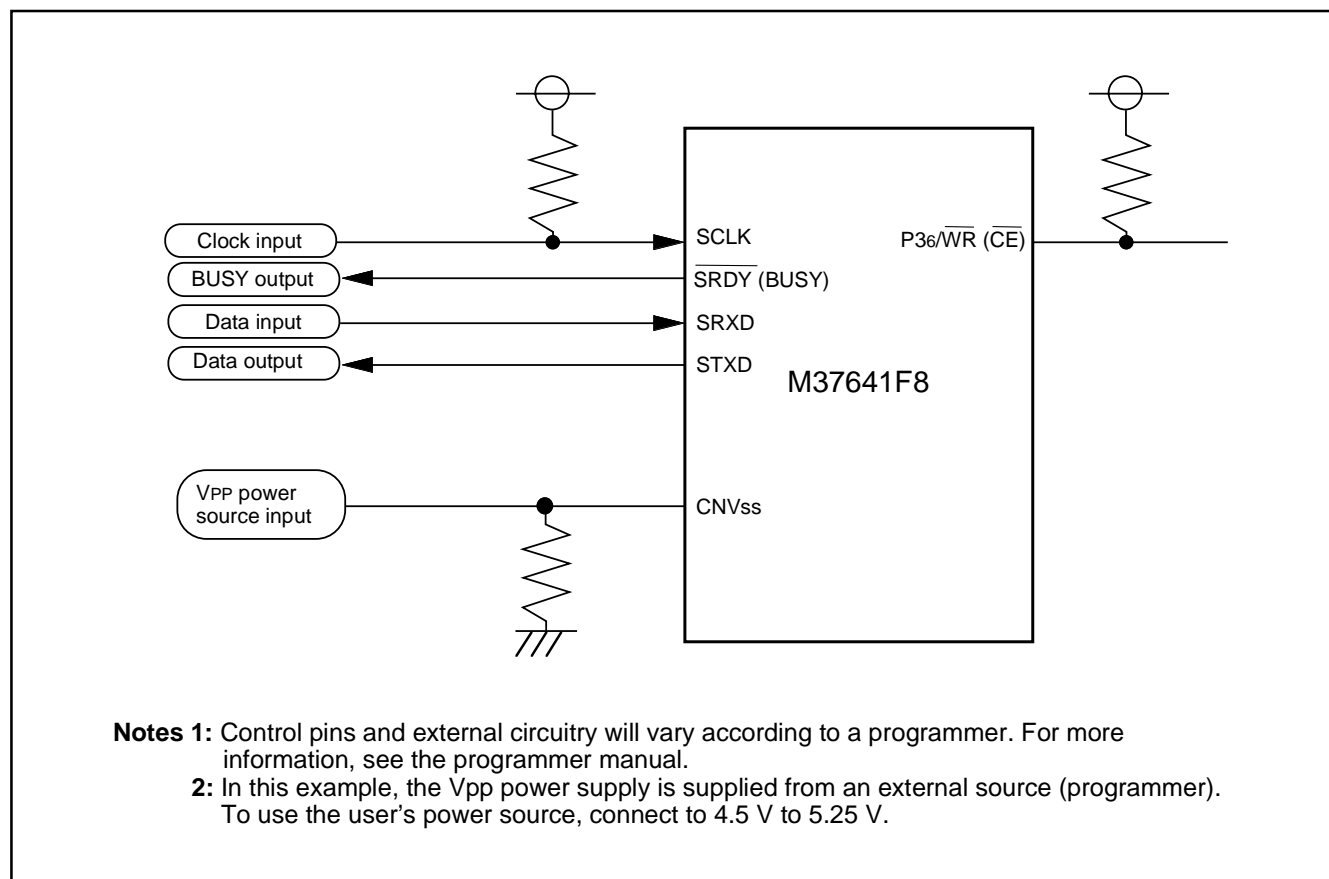 Clock input
BUSY output
Data input
Data output
VPP power
source input
SCLK
SRDY (BUSY)
SRXD
STXD
CNVss
P36/WR (CE)
M37641F8
Notes 1: Control pins and external circuitry will vary according to a programmer. For more
information, see the programmer manual.
2: In this example, the Vpp power supply is supplied from an external source (programmer).
To use the user's power source, connect to 4.5 V to 5.25 V.